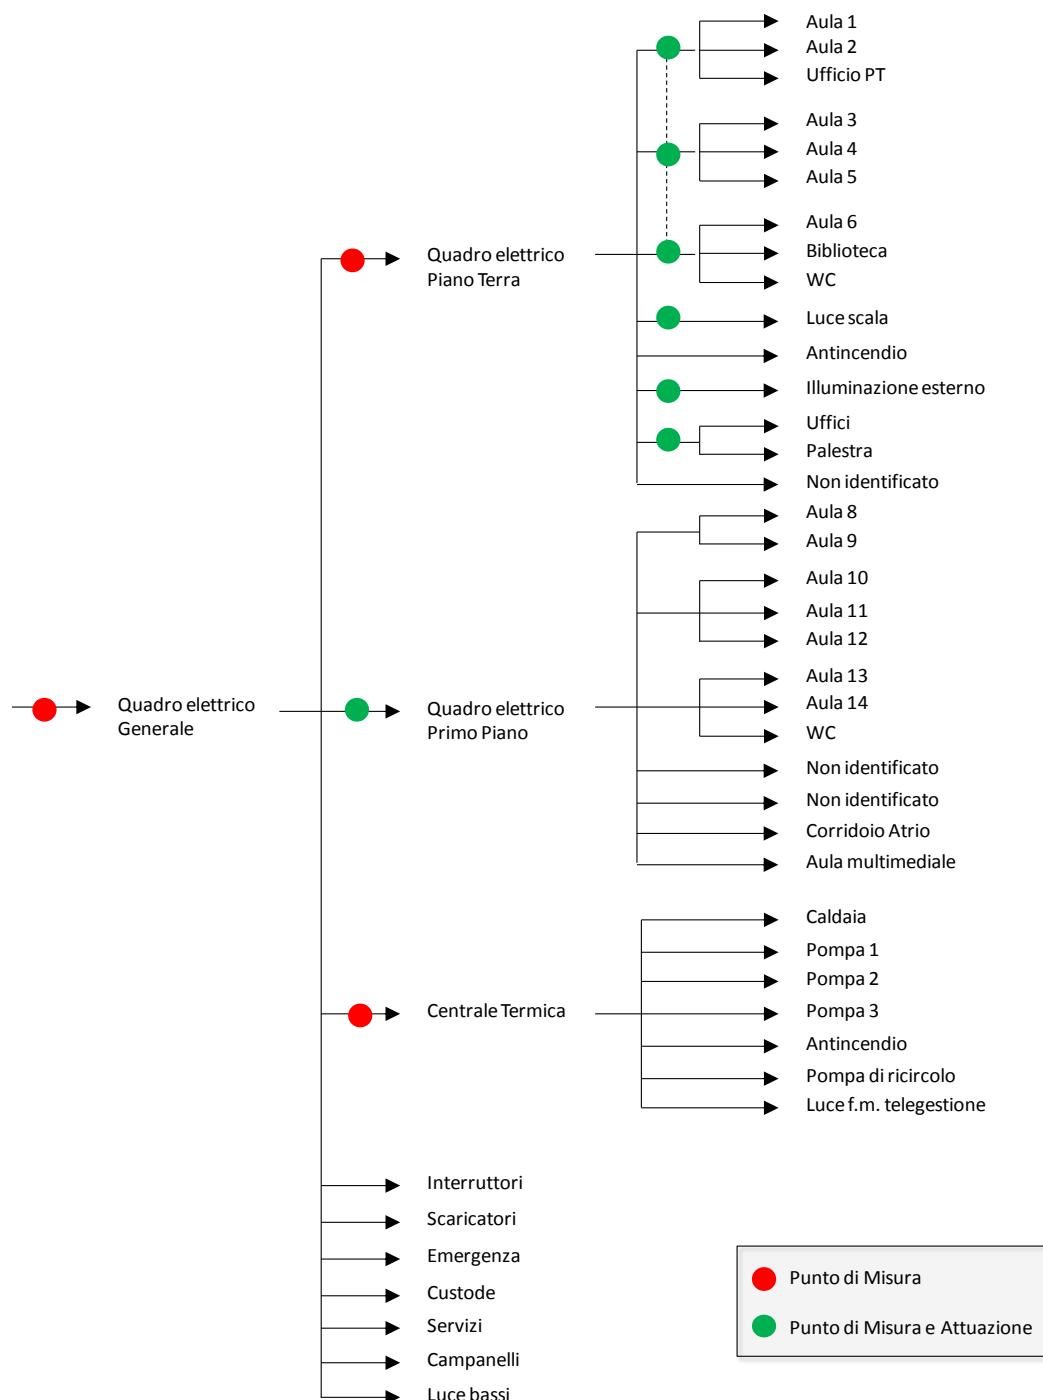 Aula 1
Aula 2
Ufficio PT
Aula 3
Aula 4
Aula 5
Aula 6
Biblioteca
WC
Quadro elettrico
Piano Terra
Luce scala
Antincendio
Illuminazione esterno
Uffici
Palestra
Non identificato
Aula 8
Aula 9
Aula 10
Aula 11
Aula 12
Aula 13
Aula 14
WC
Quadro elettrico
Generale
Quadro elettrico
Primo Piano
Non identificato
Non identificato
Corridoio Atrio
Aula multimediale
Caldaia
Pompa 1
Pompa 2
Pompa 3
Centrale Termica
Antincendio
Pompa di ricircolo
Luce f.m. telegestione
Interruttori
Scaricatori
Emergenza
Custode
Servizi
Campanelli
Luce bassi
Punto di Misura
Punto di Misura e Attuazione